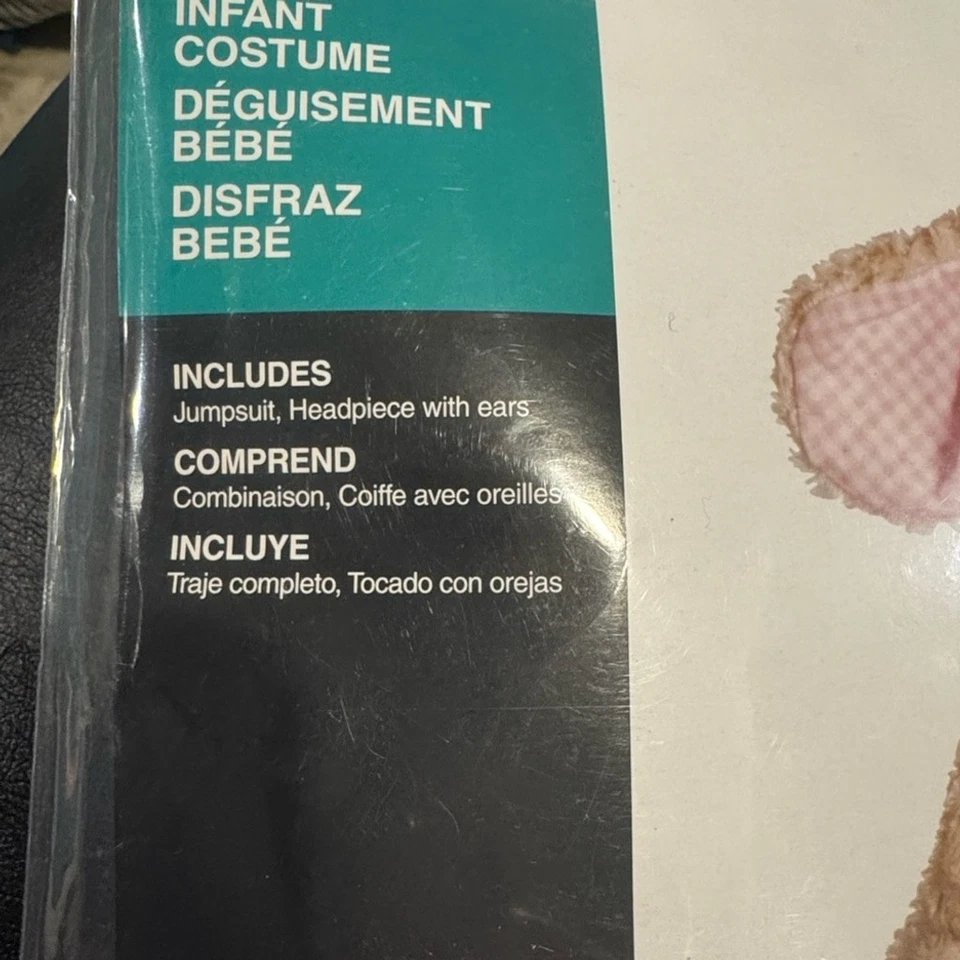 INFANT
COSTUME
DÉGUISEMENT
BÉBÉ
DISFRAZ
BEBÉ
INCLUDES
Jumpsuit, Headpiece with ears
COMPREND
Combinaison, Coiffe avec oreilles
INCLUYE
Traje completo, Tocado con orejas